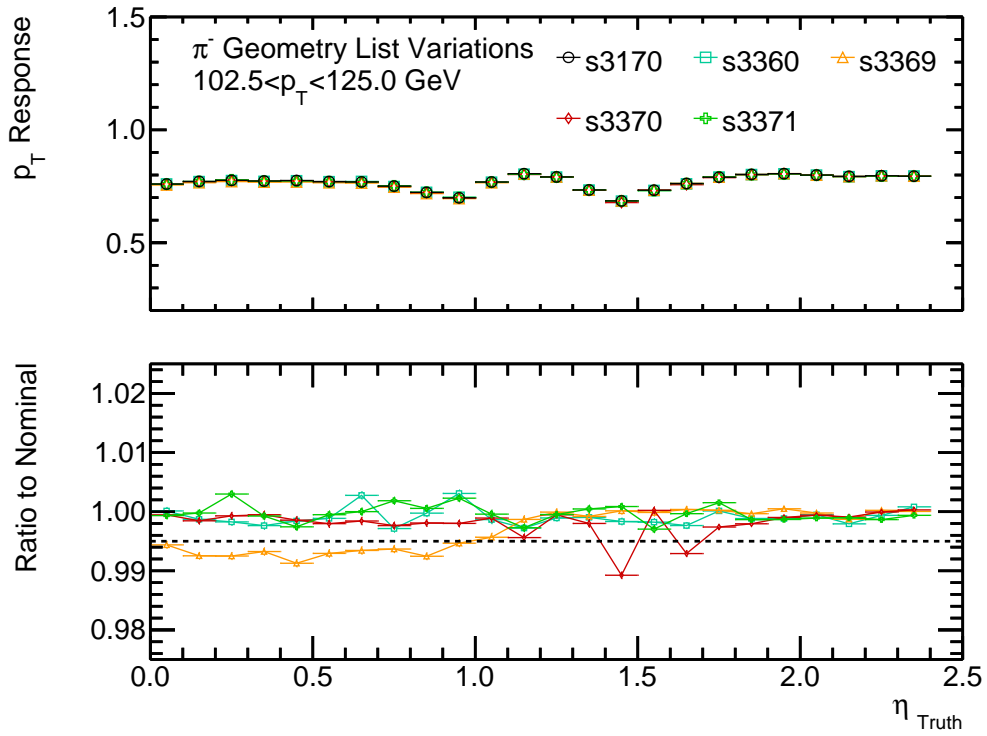 1.5
1.0
0.5
p_T Response
π⁻ Geometry List Variations
102.5<p_T<125.0 GeV
s3170
s3360
s3369
s3370
s3371
1.02
1.01
1.00
0.99
0.98
Ratio to Nominal
0.0
0.5
1.0
1.5
2.0
2.5
η_Truth